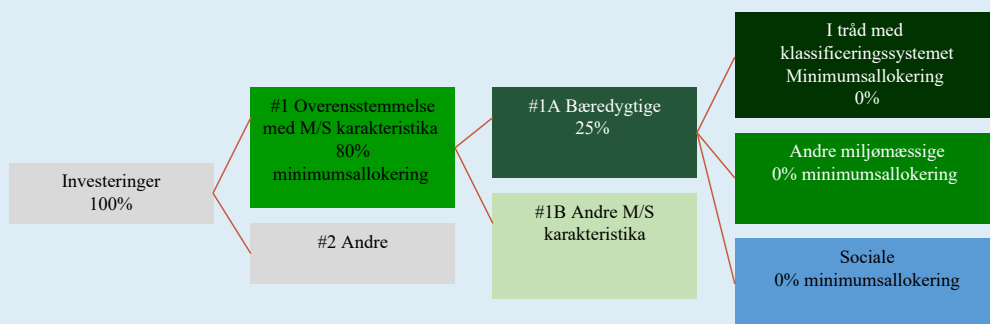 Investeringer
100%
#1 Overensstemmelse
med M/S karakteristika
80%
minimumsallokering
#2 Andre
#1A Bæredygtige
25%
#1B Andre M/S
karakteristika
I tråd med
klassificeringssystemet
Minimumsallokering
0%
Andre miljømæssige
0% minimumsallokering
Sociale
0% minimumsallokering